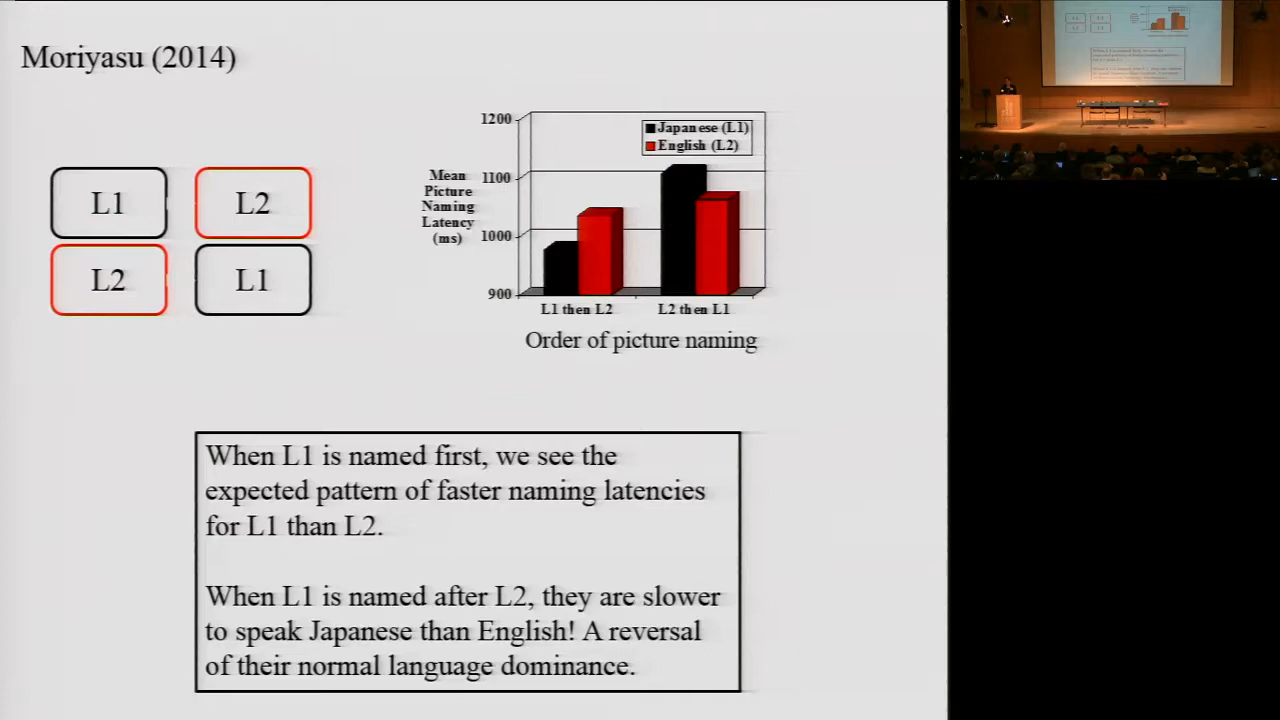 Moriyasu (2014)
L1
L2
L2
L1
1200
1100
1000
900
Mean
Picture
Naming
Latency
(ms)
Japanese (L1)
English (L2)
L1 then L2
L2 then L1
Order of picture naming
When L1 is named first, we see the
expected pattern of faster naming latencies
for L1 than L2.
When L1 is named after L2, they are slower
to speak Japanese than English! A reversal
of their normal language dominance.